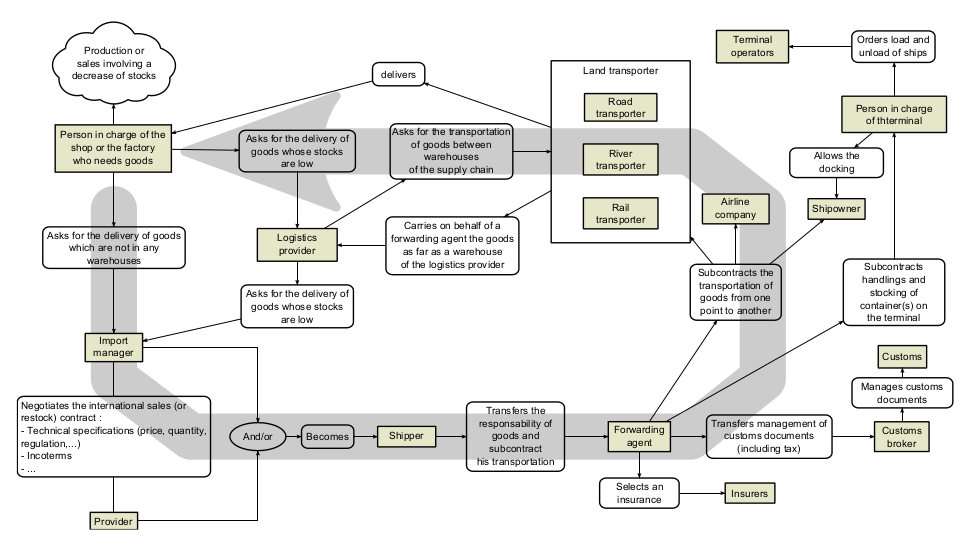 Production or
sales involving a
decrease of stocks
delivers
Land transporter
Road
transporter
River
transporter
Rail
transporter
Terminal
operators
Orders load and
unload of ships
Person in charge
of thterminal
Allows the
docking
Shipowner
Person in charge of the
shop or the factory
who needs goods
Asks for the delivery of
goods whose stocks
are low
Asks for the transportation
of goods between
warehouses
of the supply chain
Airline
company
Asks for the delivery of goods
which are not in any
warehouses
Logistics
provider
Carries on behalf of a
forwarding agent the goods
as far as a warehouse
of the logistics provider
Subcontracts the
transportation of
goods from one
point to another
Subcontracts
handlings and
stocking of
container(s) on
the terminal
Asks for the delivery of
goods whose stocks
are low
Import
manager
Customs
Manages customs
documents
Negotiates the international sales (or
restock) contract :
- Technical specifications (price, quantity,
regulation,...)
- Incoterms
- ...
And/or
Becomes
Shipper
Transfers the
responsability of
goods and
subcontract
his transportation
Forwarding
agent
Transfers management of
customs documents
(including tax)
Customs
broker
Selects an
insurance
Insurers
Provider